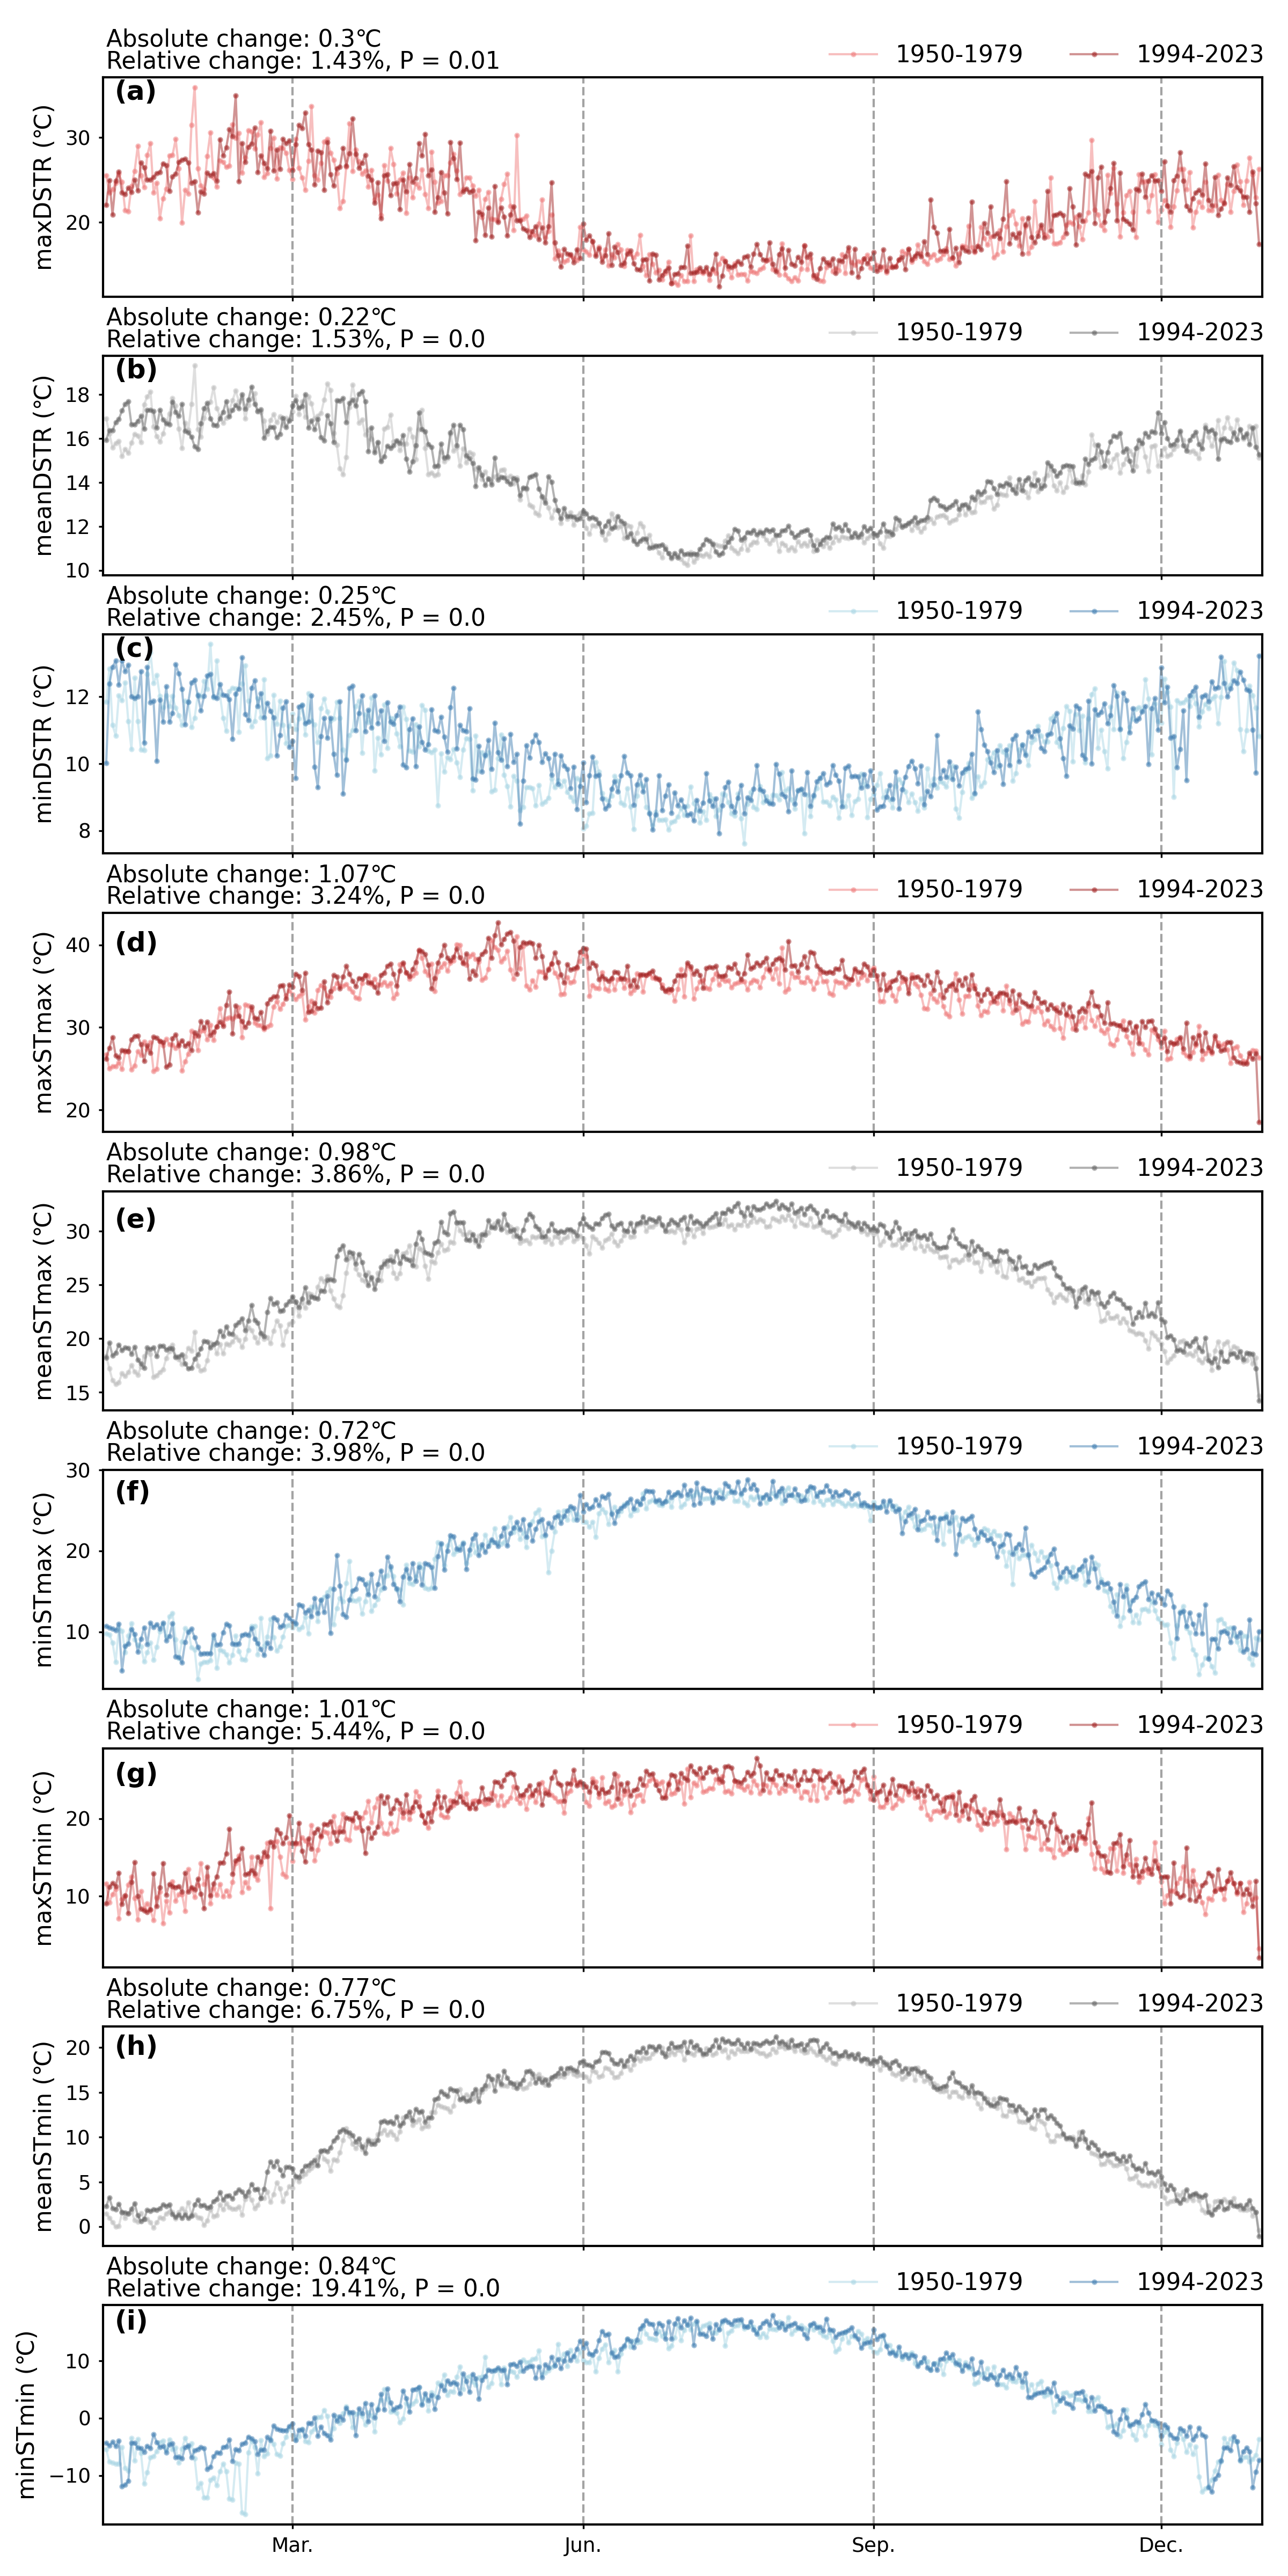 Absolute change: 0.3℃
Relative change: 1.43%, P = 0.01
1950-1979 1994-2023
(a)
maxDSTR (℃)
30
20
Absolute change: 0.22℃
Relative change: 1.53%, P = 0.0
1950-1979 1994-2023
(b)
meanDSTR (℃)
18
16
14
12
10
Absolute change: 0.25℃
Relative change: 2.45%, P = 0.0
1950-1979 1994-2023
(c)
minDSTR (℃)
12
10
8
Absolute change: 1.07℃
Relative change: 3.24%, P = 0.0
1950-1979 1994-2023
(d)
maxSTmax (℃)
40
30
20
Absolute change: 0.98℃
Relative change: 3.86%, P = 0.0
1950-1979 1994-2023
(e)
meanSTmax (℃)
30
25
20
15
Absolute change: 0.72℃
Relative change: 3.98%, P = 0.0
1950-1979 1994-2023
(f)
minSTmax (℃)
30
20
10
Absolute change: 1.01℃
Relative change: 5.44%, P = 0.0
1950-1979 1994-2023
(g)
maxSTmin (℃)
20
10
Absolute change: 0.77℃
Relative change: 6.75%, P = 0.0
1950-1979 1994-2023
(h)
meanSTmin (℃)
20
15
10
5
0
Absolute change: 0.84℃
Relative change: 19.41%, P = 0.0
1950-1979 1994-2023
(i)
minSTmin (℃)
10
0
−10
Mar. Jun. Sep. Dec.